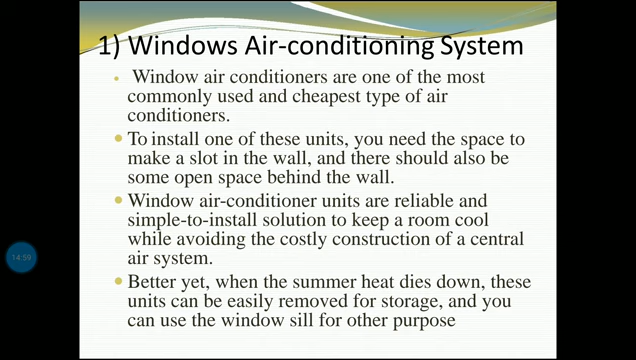 1) Windows Air-conditioning System
• Window air conditioners are one of the most
commonly used and cheapest type of air
conditioners.
• To install one of these units, you need the space to
make a slot in the wall, and there should also be
some open space behind the wall.
• Window air-conditioner units are reliable and
simple-to-install solution to keep a room cool
while avoiding the costly construction of a central
air system.
• Better yet, when the summer heat dies down, these
units can be easily removed for storage, and you
can use the window sill for other purpose
14:59